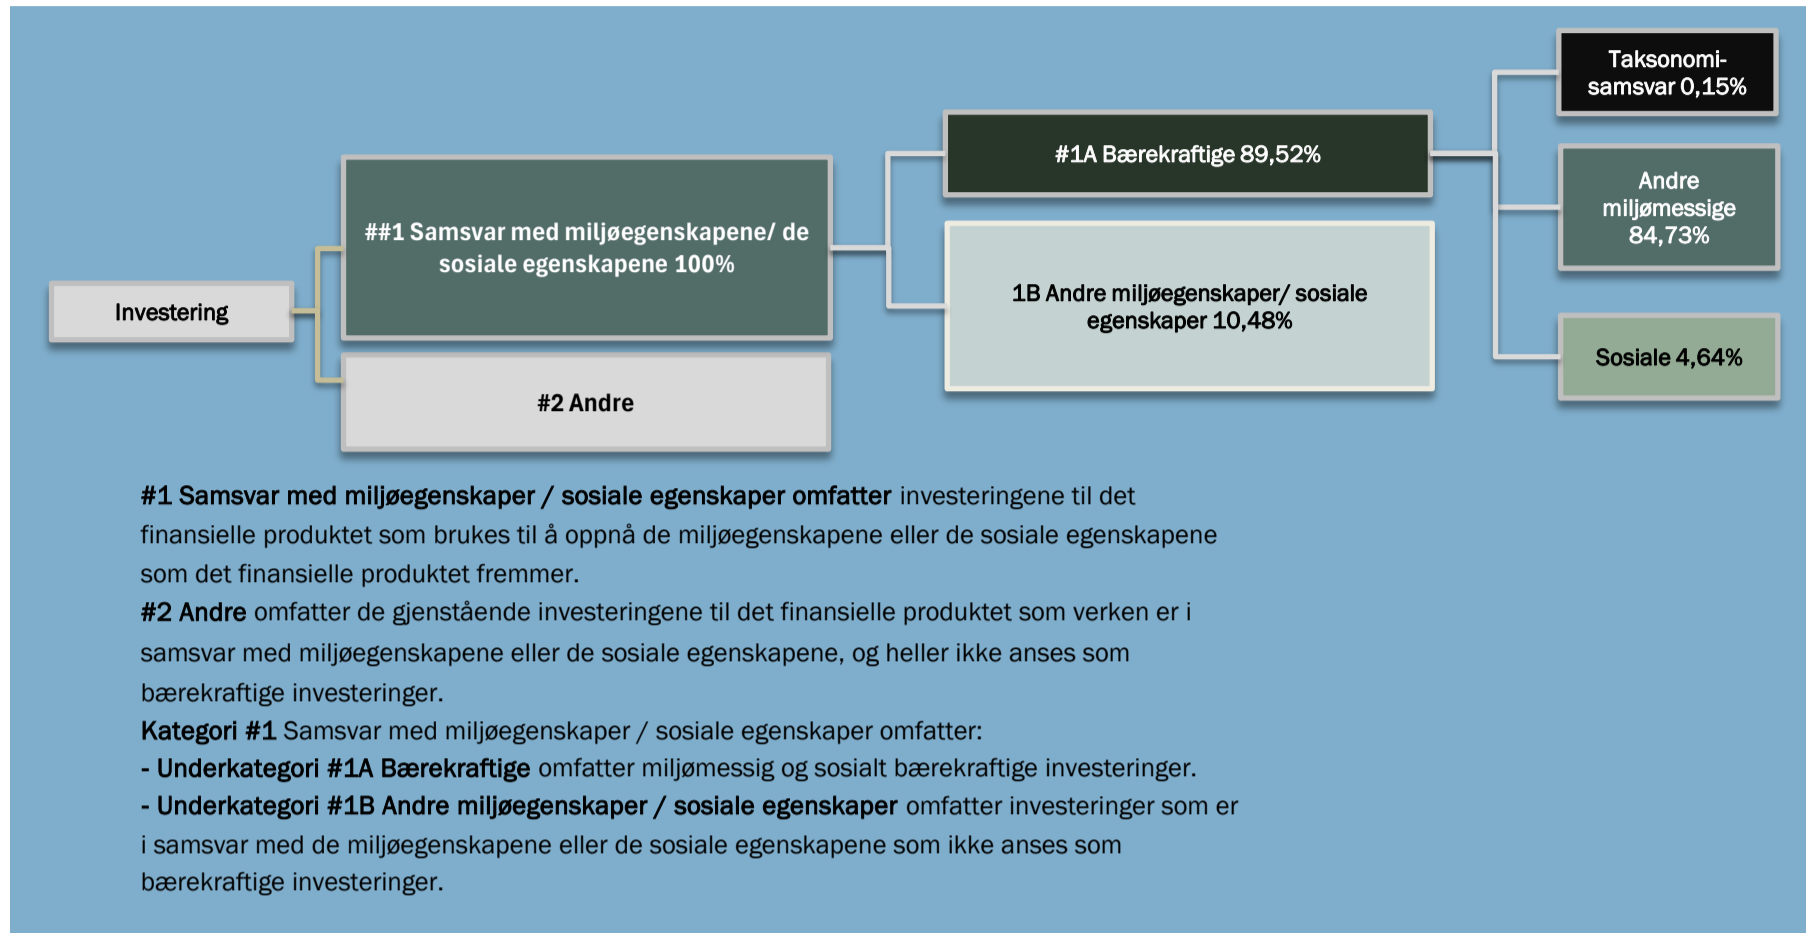 Taksonomi-
samsvar 0,15%
#1A Bærekraftige 89,52%
Andre
miljømessige
84,73%
##1 Samsvar med miljøegenskapene/ de
sosiale egenskapene 100%
1B Andre miljøegenskaper/ sosiale
egenskaper 10,48%
Investering
Sosiale 4,64%
#2 Andre
#1 Samsvar med miljøegenskaper / sosiale egenskaper omfatter investeringene til det
finansielle produktet som brukes til å oppnå de miljøegenskapene eller de sosiale egenskapene
som det finansielle produktet fremmer.
#2 Andre omfatter de gjenstående investeringene til det finansielle produktet som verken er i
samsvar med miljøegenskapene eller de sosiale egenskapene, og heller ikke anses som
bærekraftige investeringer.
Kategori #1 Samsvar med miljøegenskaper / sosiale egenskaper omfatter:
- Underkategori #1A Bærekraftige omfatter miljømessig og sosialt bærekraftige investeringer.
- Underkategori #1B Andre miljøegenskaper / sosiale egenskaper omfatter investeringer som er
i samsvar med de miljøegenskapene eller de sosiale egenskapene som ikke anses som
bærekraftige investeringer.